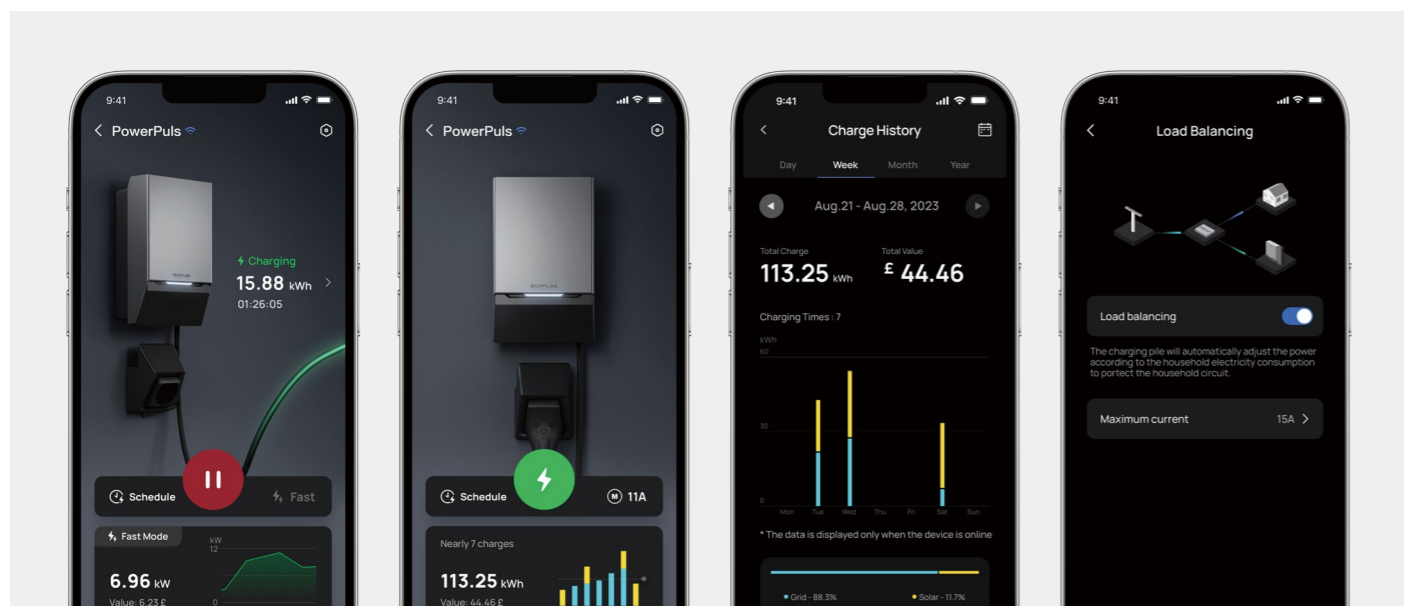 9:41
PowerPuls
Charging
15.88 kWh
01:26:05
Schedule
Fast
Fast Mode
6.96 kW
Value: 6.23 £
kW
12
0
9:41
PowerPuls
Schedule
M 11A
Nearly 7 charges
113.25 kWh
Value: 44.46 £
9:41
Charge History
Day Week Month Year
Aug.21 - Aug.28, 2023
Total Charge Total Value
113.25 kWh £ 44.46
Charging Times : 7
kWh
60
30
0
Mon Tue Wed Thu Fri Sat Sun
* The data is displayed only when the device is online
Grid - 88.3% Solar - 11.7%
9:41
Load Balancing
Load balancing
The charging pile will automatically adjust the power
according to the household electricity consumption
to portect the household circuit.
Maximum current 15A